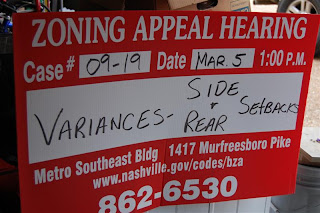 ZONING APPEAL HEARING
Case # 09-19 Date MAR. 5 1:00 P.M.
VARIANCES- SIDE + REAR SETBACKS
Metro Southeast Bldg 1417 Murfreesboro Pike
www.nashville.gov/codes/bza
862-6530